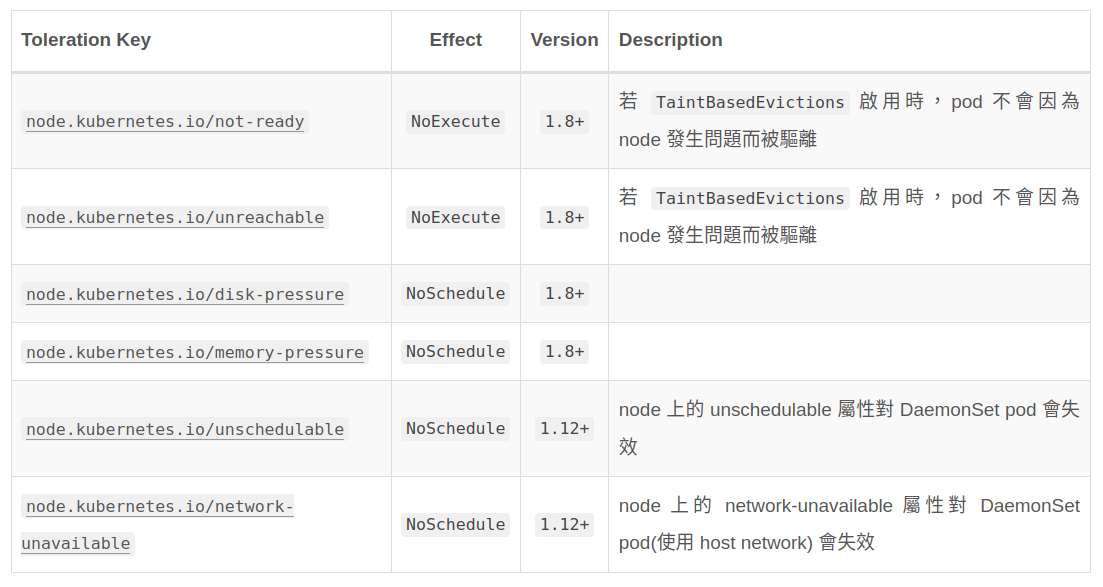 Toleration Key Effect Version Description
node.kubernetes.io/not-ready NoExecute 1.8+ 若 TaintBasedEvictions 啟用時，pod 不會因為
node 發生問題而被驅離
node.kubernetes.io/unreachable NoExecute 1.8+ 若 TaintBasedEvictions 啟用時，pod 不會因為
node 發生問題而被驅離
node.kubernetes.io/disk-pressure NoSchedule 1.8+
node.kubernetes.io/memory-pressure NoSchedule 1.8+
node.kubernetes.io/unschedulable NoSchedule 1.12+ node 上的 unschedulable 屬性對 DaemonSet pod 會失
效
node.kubernetes.io/network-
unavailable NoSchedule 1.12+ node 上的 network-unavailable 屬性對 DaemonSet
pod(使用 host network) 會失效